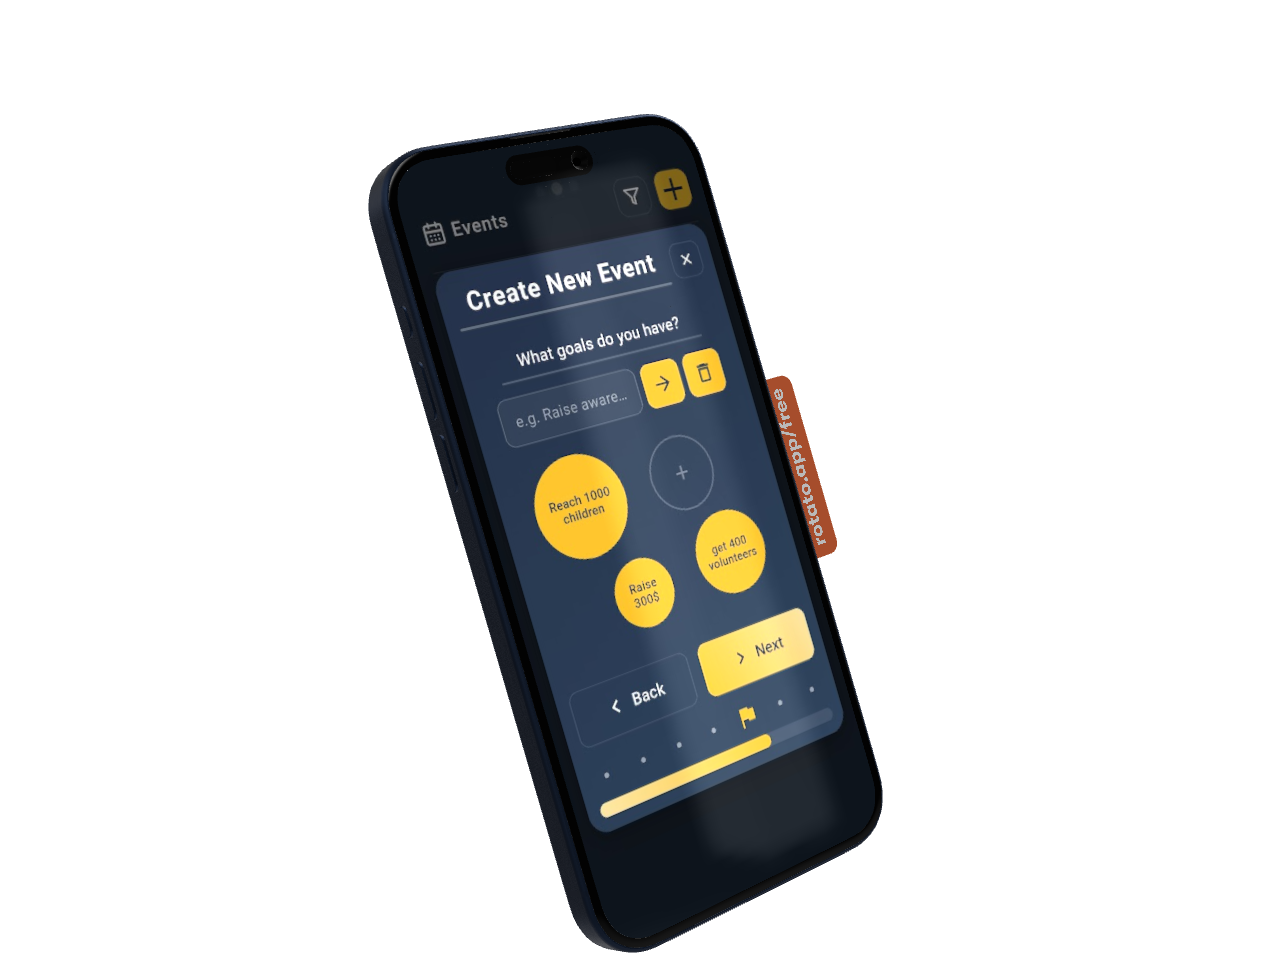 Events
Create New Event
What goals do you have?
e.g. Raise aware...
Reach 1000
children
get 400
volunteers
Raise
300$
Back
Next
rotato.app/free